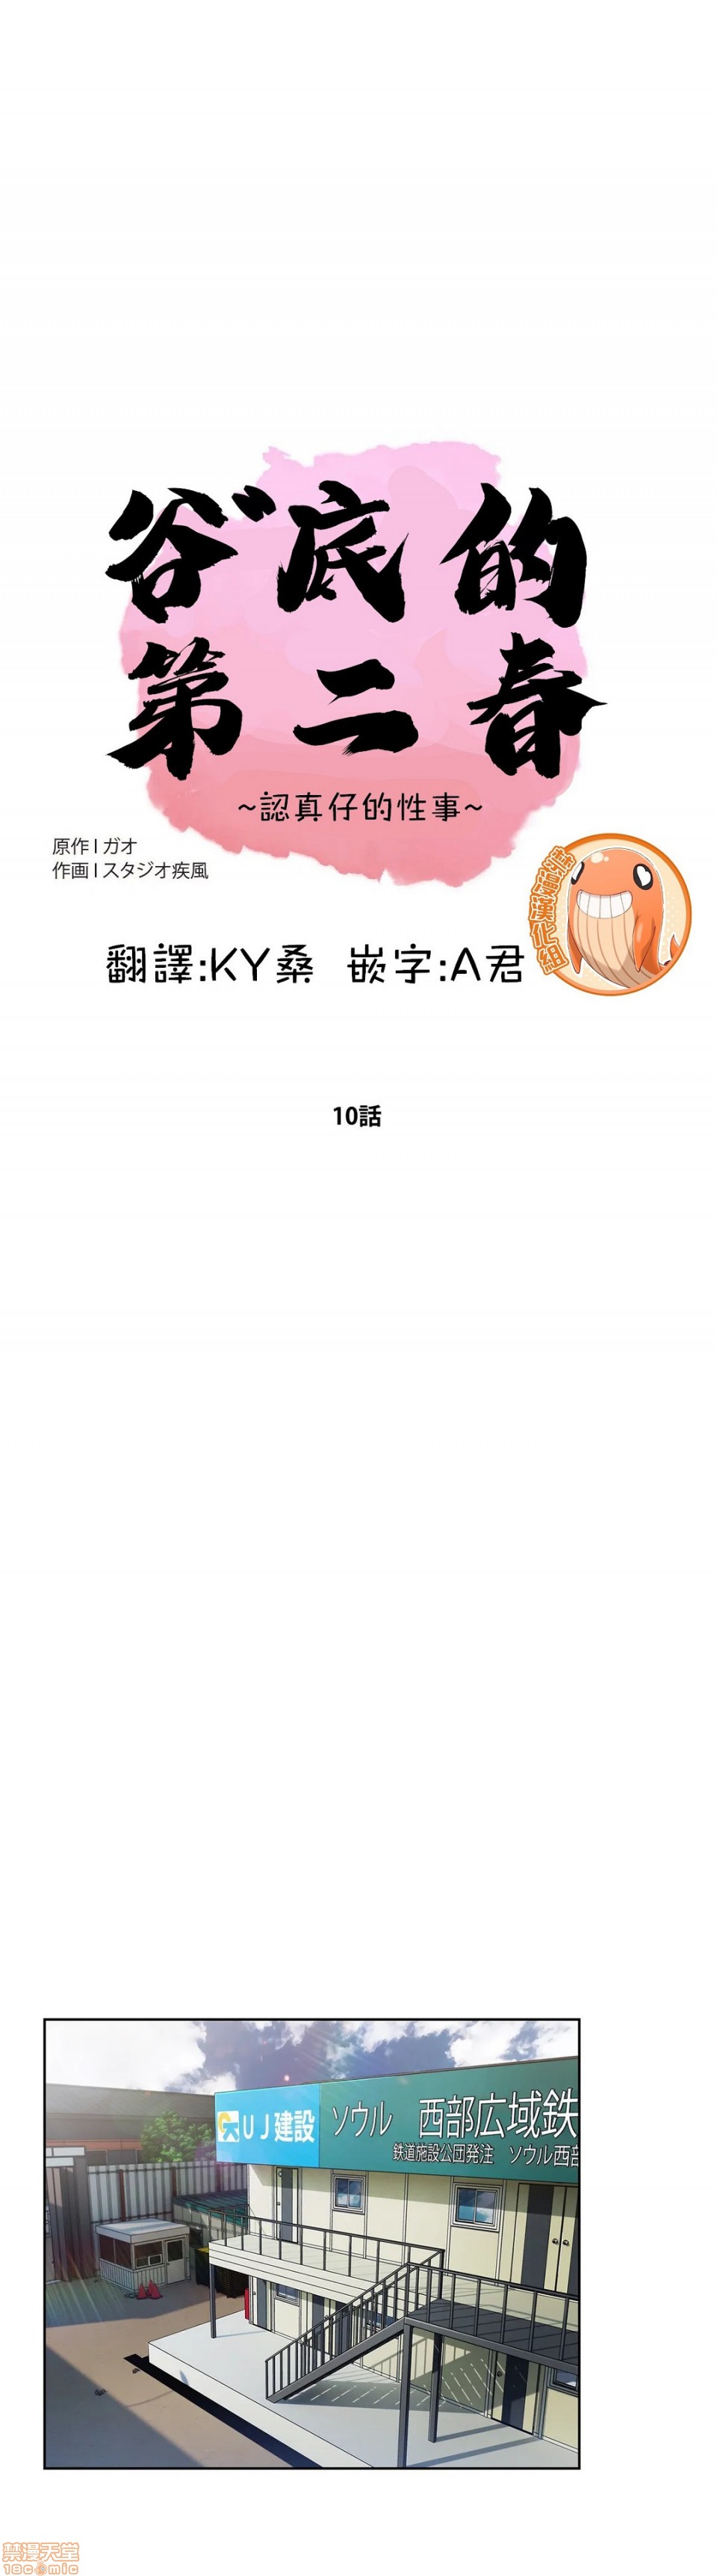 谷底的
第二春
~認真仔的性事~
原作 l ガオ
作画 l スタジオ疾風
漢化組
翻譯:KY桑 嵌字:A君
10話
UJ建設
ソウル 西部広域鉄
鉄道施設公団発注 ソウル西部
禁漫天堂
18comic